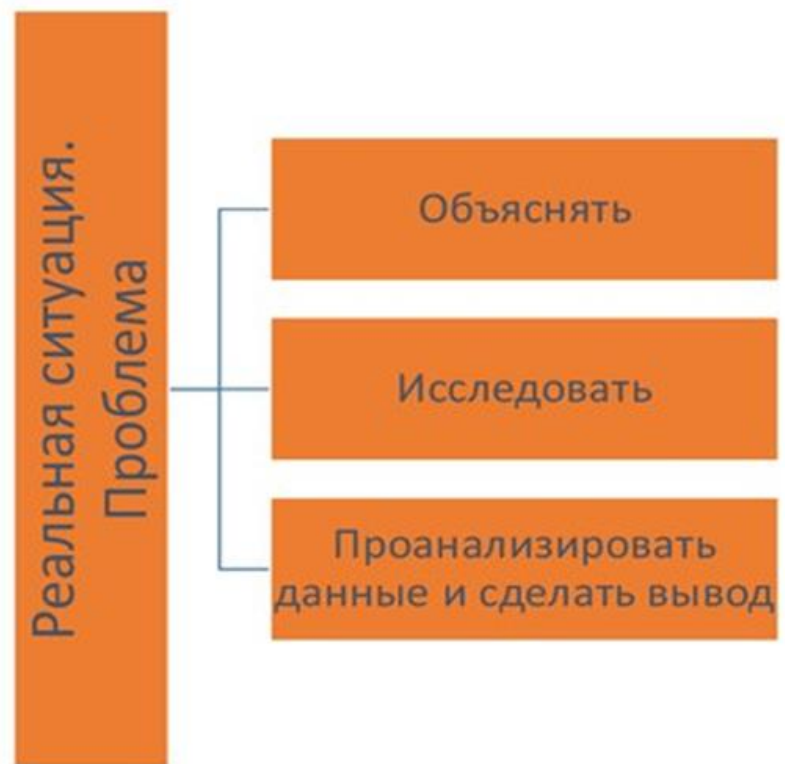 Реальная ситуация.
Проблема
Объяснять
Исследовать
Проанализировать
данные и сделать вывод